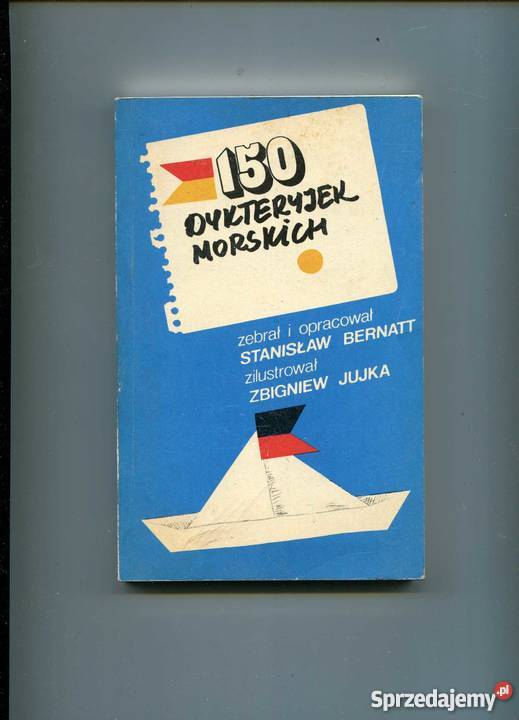 150
DYKTERYJEK
MORSKICH
zebrał i opracował
STANISŁAW BERNATT
zilustrował
ZBIGNIEW JUJKA
Sprzedajemy.pl